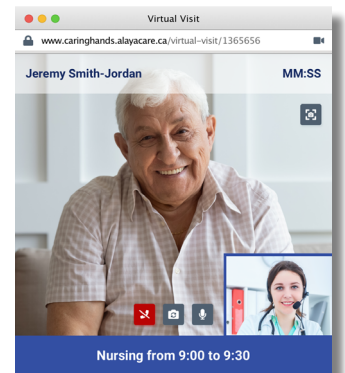 Virtual Visit
www.caringhands.alayacare.ca/virtual-visit/1365656
Jeremy Smith-Jordan MM:SS
Nursing from 9:00 to 9:30